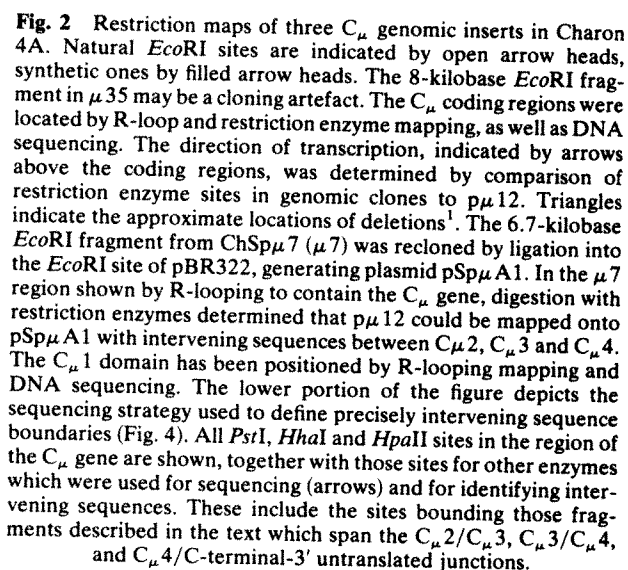 Fig. 2 Restriction maps of three Cμ genomic inserts in Charon
4A. Natural EcoRI sites are indicated by open arrow heads,
synthetic ones by filled arrow heads. The 8-kilobase EcoRI frag-
ment in μ35 may be a cloning artefact. The Cμ coding regions were
located by R-loop and restriction enzyme mapping, as well as DNA
sequencing. The direction of transcription, indicated by arrows
above the coding regions, was determined by comparison of
restriction enzyme sites in genomic clones to pμ12. Triangles
indicate the approximate locations of deletions¹. The 6.7-kilobase
EcoRI fragment from ChSpμ7 (μ7) was recloned by ligation into
the EcoRI site of pBR322, generating plasmid pSpμA1. In the μ7
region shown by R-looping to contain the Cμ gene, digestion with
restriction enzymes determined that pμ12 could be mapped onto
pSpμA1 with intervening sequences between Cμ2, Cμ3 and Cμ4.
The Cμ1 domain has been positioned by R-looping mapping and
DNA sequencing. The lower portion of the figure depicts the
sequencing strategy used to define precisely intervening sequence
boundaries (Fig. 4). All PstI, HhaI and HpaII sites in the region of
the Cμ gene are shown, together with those sites for other enzymes
which were used for sequencing (arrows) and for identifying inter-
vening sequences. These include the sites bounding those frag-
ments described in the text which span the Cμ2/Cμ3, Cμ3/Cμ4,
and Cμ4/C-terminal-3′ untranslated junctions.